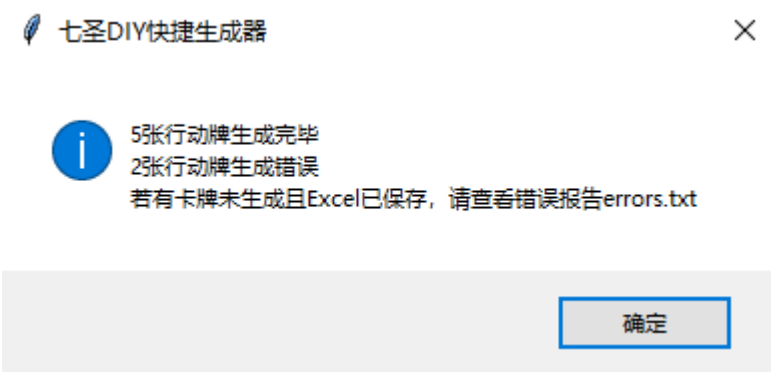 七圣DIY快捷生成器
5张行动牌生成完毕
2张行动牌生成错误
若有卡牌未生成且Excel已保存，请查看错误报告errors.txt
确定